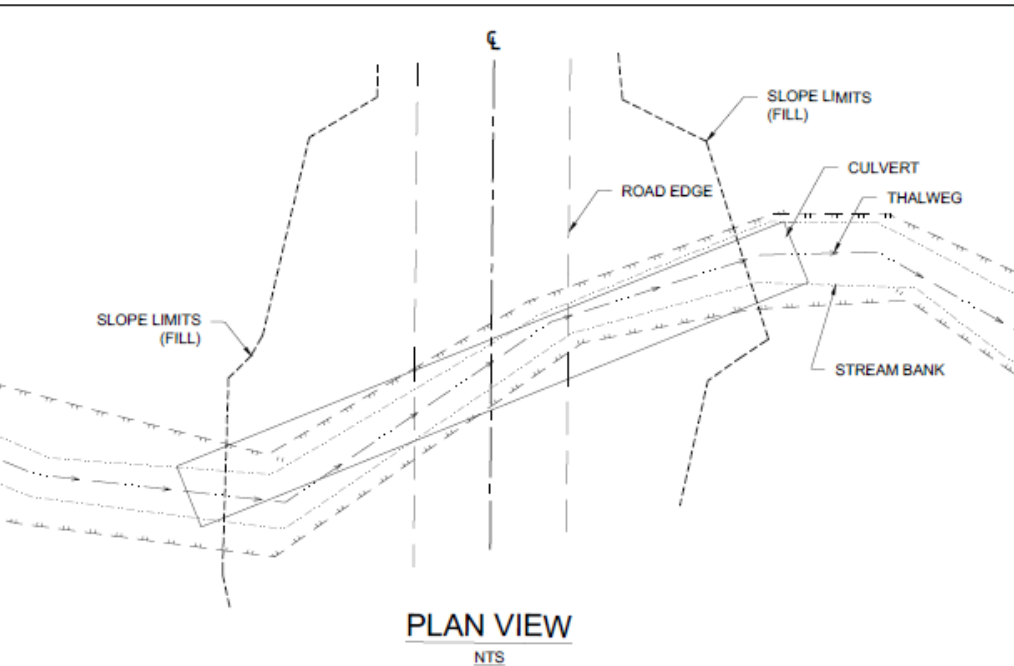 ℄
SLOPE LIMITS
(FILL)
CULVERT
THALWEG
ROAD EDGE
SLOPE LIMITS
(FILL)
STREAM BANK
PLAN VIEW
NTS